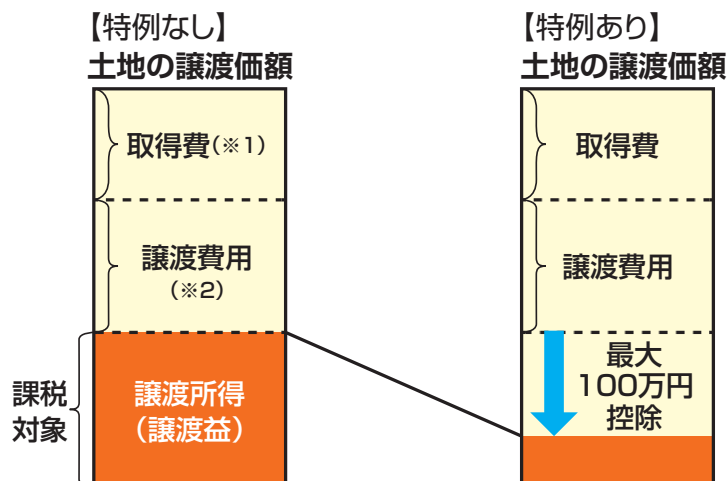 【特例なし】
土地の譲渡価額
取得費(※1)
譲渡費用
(※2)
課税
対象
譲渡所得
(譲渡益)
【特例あり】
土地の譲渡価額
取得費
譲渡費用
最大
100万円
控除